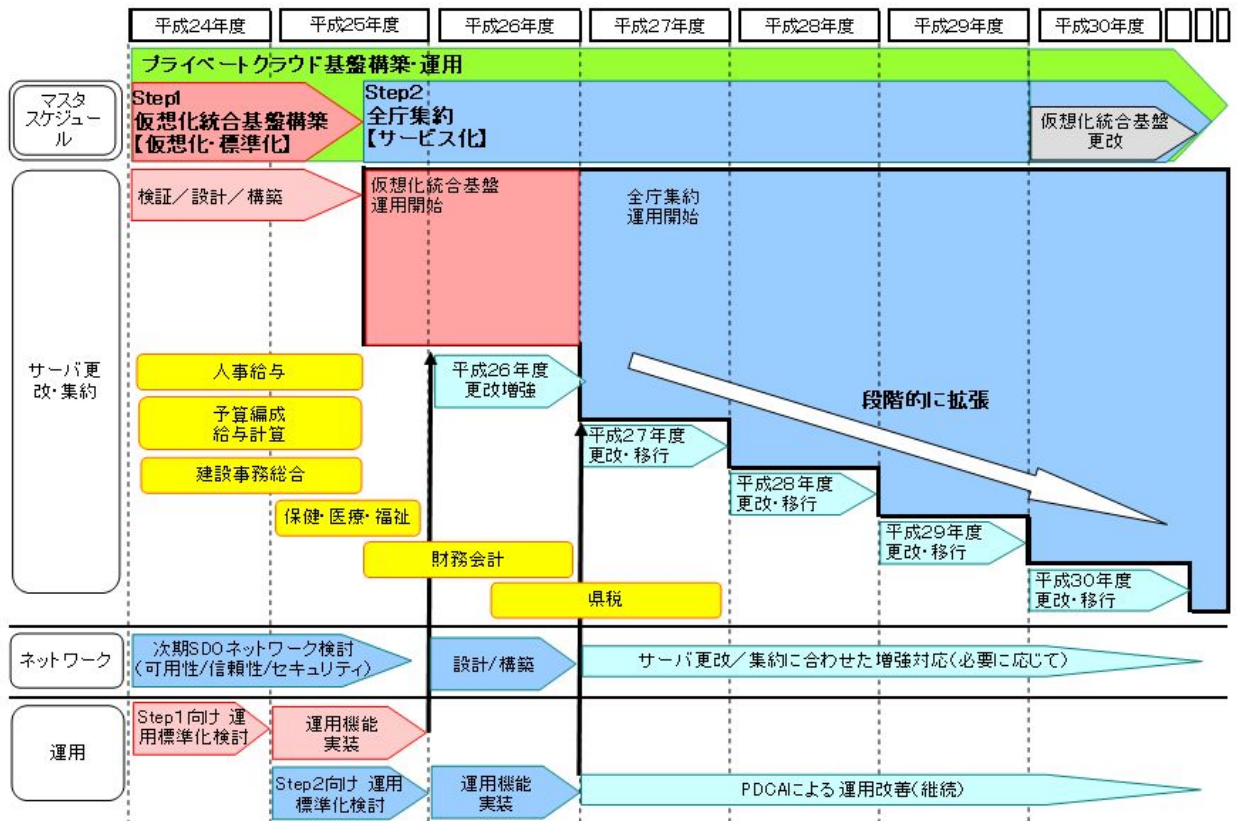 平成24年度
平成25年度
平成26年度
平成27年度
平成28年度
平成29年度
平成30年度
プライベートクラウド基盤構築・運用
マスタ
スケジュー
ル
Step1
仮想化統合基盤構築
【仮想化・標準化】
Step2
全庁集約
【サービス化】
仮想化統合基盤
更改
サーバ更
改・集約
検証／設計／構築
仮想化統合基盤
運用開始
全庁集約
運用開始
人事給与
予算編成
給与計算
建設事務総合
保健・医療・福祉
財務会計
県税
平成26年度
更改増強
平成27年度
更改・移行
平成28年度
更改・移行
平成29年度
更改・移行
平成30年度
更改・移行
段階的に拡張
ネットワーク
次期SDOネットワーク検討
(可用性/信頼性/セキュリティ)
設計/構築
サーバ更改／集約に合わせた増強対応(必要に応じて)
運用
Step1向け 運
用標準化検討
運用機能
実装
Step2向け 運用
標準化検討
運用機能
実装
PDCAによる運用改善(継続)